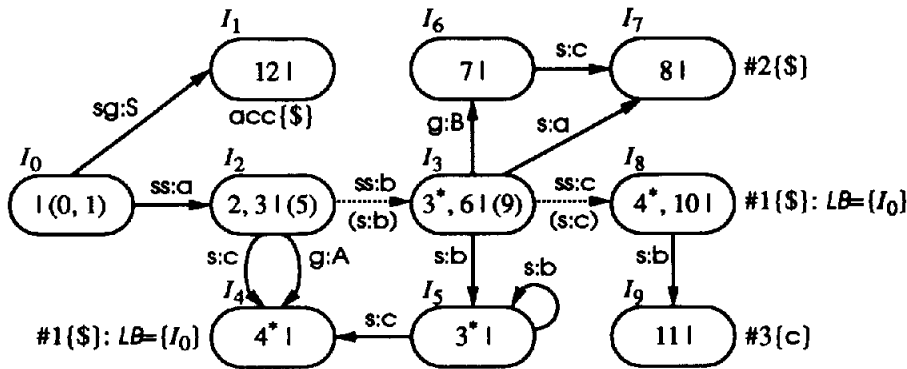 I1 I6 I7
12 | 7 | s:c 8 | #2{$}
sg:S acc{$} g:B s:a
I0 I2 I3 I8
| (0, 1) ss:a 2, 3 | (5) ss:b 3*, 6 | (9) ss:c 4*, 10 | #1{$}: LB={I0}
(s:b) (s:c)
s:c g:A s:b s:b s:b
I4 I5 I9
#1{$}: LB={I0} 4* | s:c 3* | 11 | #3{c}